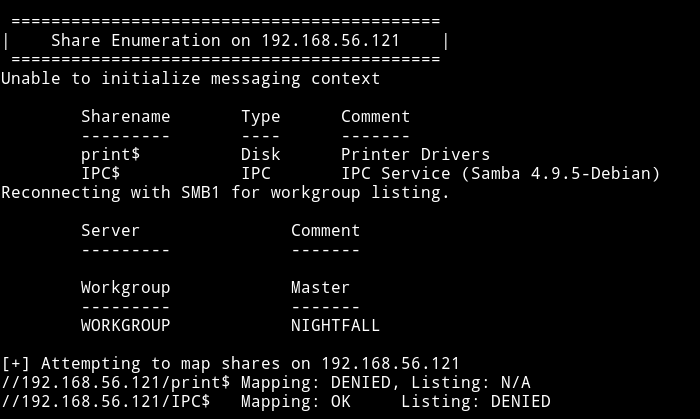 ===========================================
|    Share Enumeration on 192.168.56.121    |
 ===========================================
Unable to initialize messaging context
        Sharename       Type      Comment
        ---------       ----      -------
        print$          Disk      Printer Drivers
        IPC$            IPC       IPC Service (Samba 4.9.5-Debian)
Reconnecting with SMB1 for workgroup listing.
        Server               Comment
        ---------            -------
        Workgroup            Master
        ---------            -------
        WORKGROUP            NIGHTFALL
[+] Attempting to map shares on 192.168.56.121
//192.168.56.121/print$ Mapping: DENIED, Listing: N/A
//192.168.56.121/IPC$   Mapping: OK     Listing: DENIED